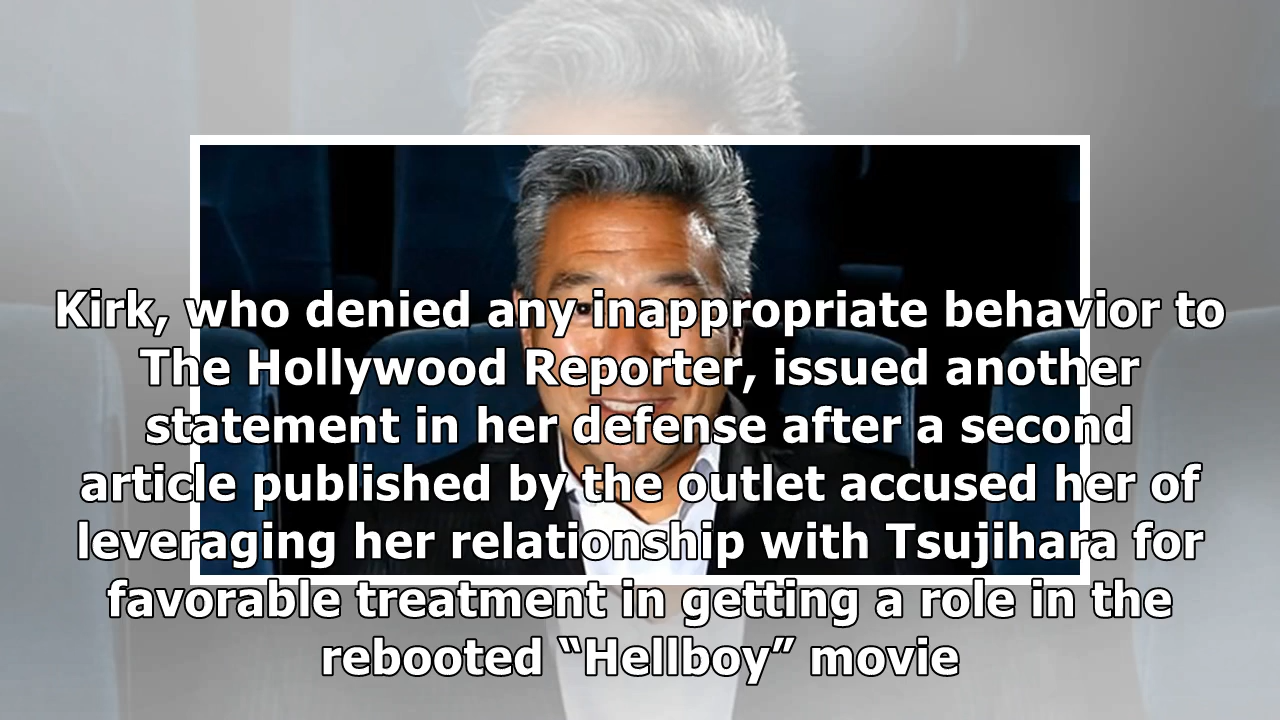 Kirk, who denied any inappropriate behavior to
The Hollywood Reporter, issued another
statement in her defense after a second
article published by the outlet accused her of
leveraging her relationship with Tsujihara for
favorable treatment in getting a role in the
rebooted “Hellboy” movie